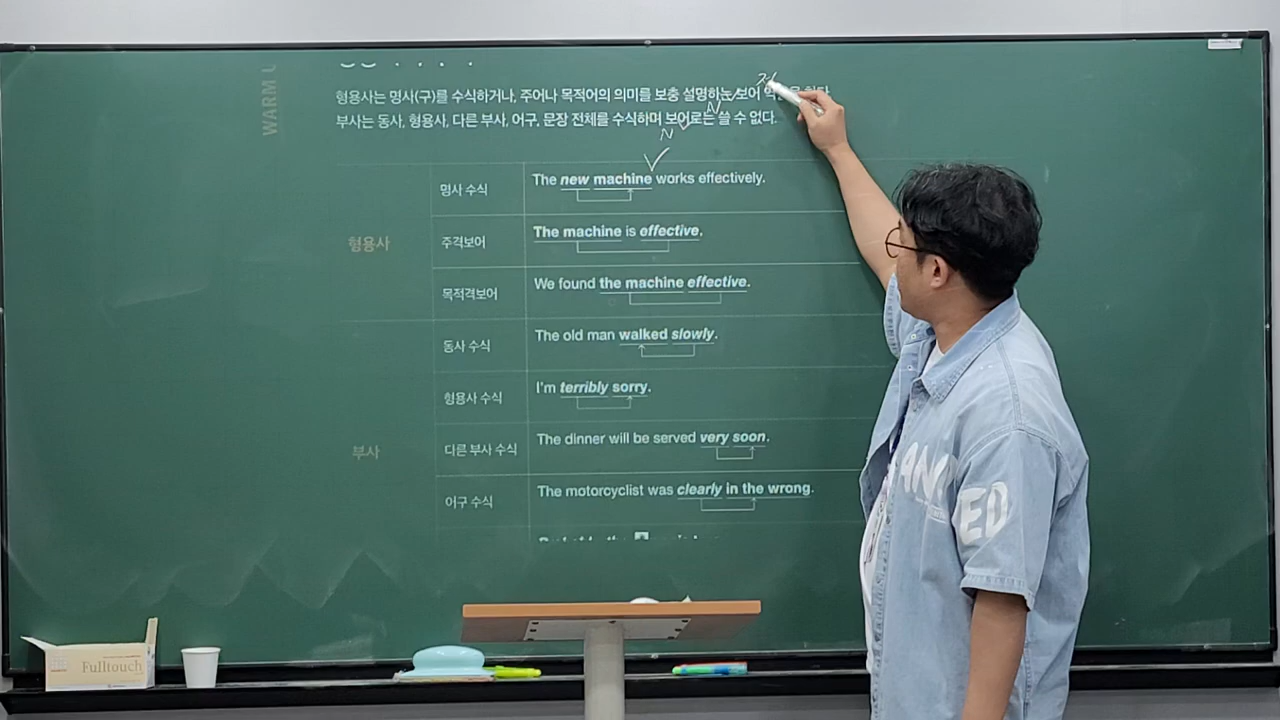 WARM U
형용사는 명사(구)를 수식하거나, 주어나 목적어의 의미를 보충 설명하는 보어
부사는 동사, 형용사, 다른 부사, 어구, 문장 전체를 수식하며 보어로는 쓸 수 없다.
N
N
형용사
명사 수식 The new machine works effectively.
주격보어 The machine is effective.
목적격보어 We found the machine effective.
부사
동사 수식 The old man walked slowly.
형용사 수식 I'm terribly sorry.
다른 부사 수식 The dinner will be served very soon.
어구 수식 The motorcyclist was clearly in the wrong.
Fulltouch
ED